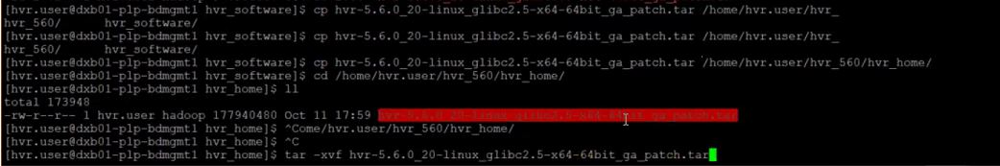 [hvr.user@dxb01-plp-bdmgmt1 hvr_software]$ cp hvr-5.6.0_20-linux_glibc2.5-x64-64bit_ga_patch.tar /home/hvr.user/hvr_
hvr_560/      hvr_software/
[hvr.user@dxb01-plp-bdmgmt1 hvr_software]$ cp hvr-5.6.0_20-linux_glibc2.5-x64-64bit_ga_patch.tar /home/hvr.user/hvr_
hvr_560/      hvr_software/
[hvr.user@dxb01-plp-bdmgmt1 hvr_software]$ cp hvr-5.6.0_20-linux_glibc2.5-x64-64bit_ga_patch.tar /home/hvr.user/hvr_560/hvr_home/
[hvr.user@dxb01-plp-bdmgmt1 hvr_software]$ cd /home/hvr.user/hvr_560/hvr_home/
[hvr.user@dxb01-plp-bdmgmt1 hvr_home]$ ll
total 173948
-rw-r--r-- 1 hvr.user hadoop 177940480 Oct 11 17:59 hvr-5.6.0_20-linux_glibc2.5-x64-64bit_ga_patch.tar
[hvr.user@dxb01-plp-bdmgmt1 hvr_home]$ ^Come/hvr.user/hvr_560/hvr_home/
[hvr.user@dxb01-plp-bdmgmt1 hvr_home]$ ^C
[hvr.user@dxb01-plp-bdmgmt1 hvr_home]$ tar -xvf hvr-5.6.0_20-linux_glibc2.5-x64-64bit_ga_patch.tar